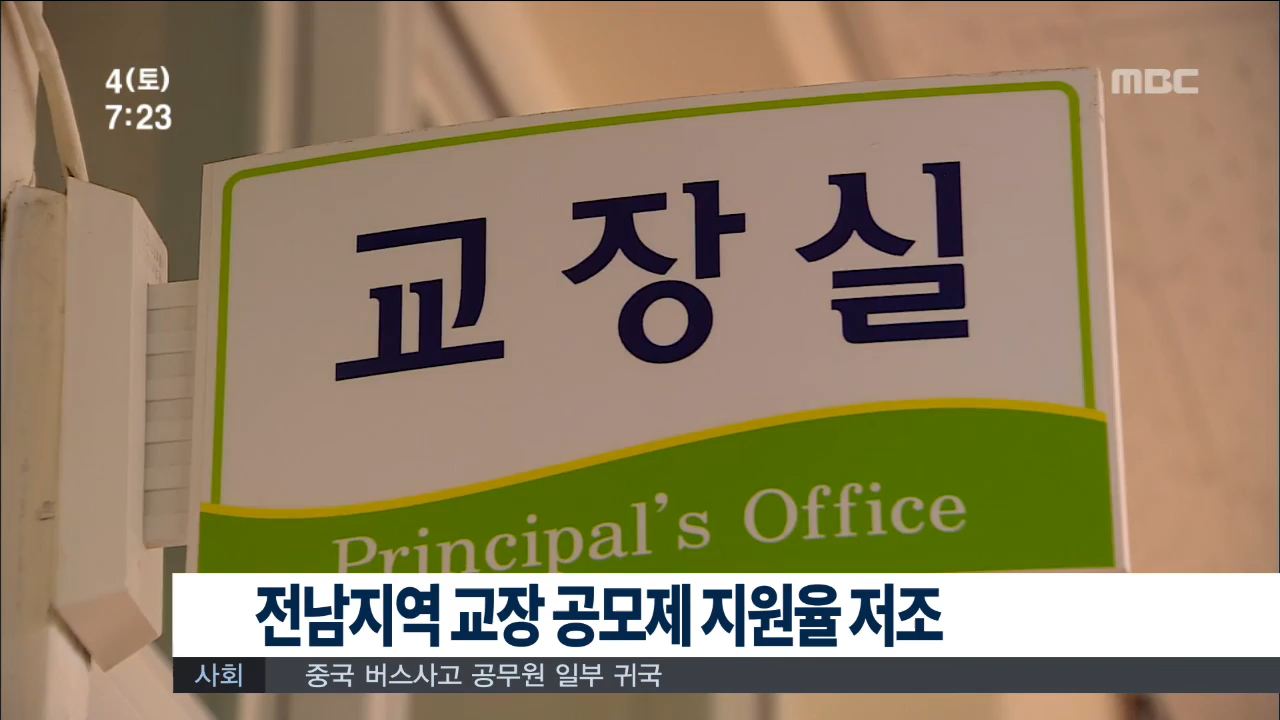 4(토)
7:23
MBC
교장실
Principal's Office
전남지역 교장 공모제 지원율 저조
사회 중국 버스사고 공무원 일부 귀국